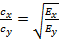 c_x/c_y = √(E_x/E_y)